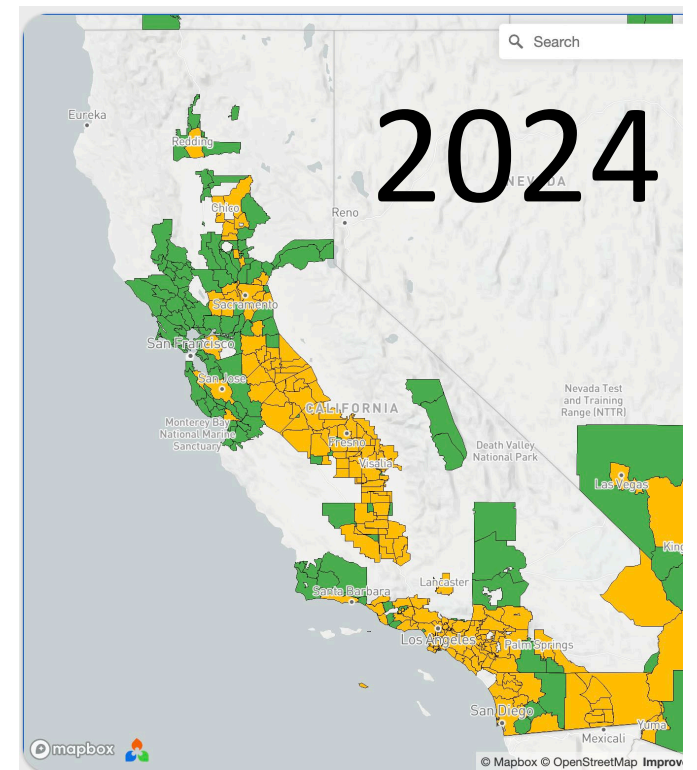 Search
Eureka
2024
Redding
NEVADA
Chico
Reno
Sacramento
San Francisco
San Jose
Nevada Test
and Training
Range (NTTR)
CALIFORNIA
Monterey Bay
National Marine
Sanctuary
Fresno
Death Valley
National Park
Visalia
Las Vegas
King
Lancaster
Santa Barbara
Los Angeles
Palm Springs
San Diego
Yuma
Mexicali
mapbox
© Mapbox © OpenStreetMap Improv